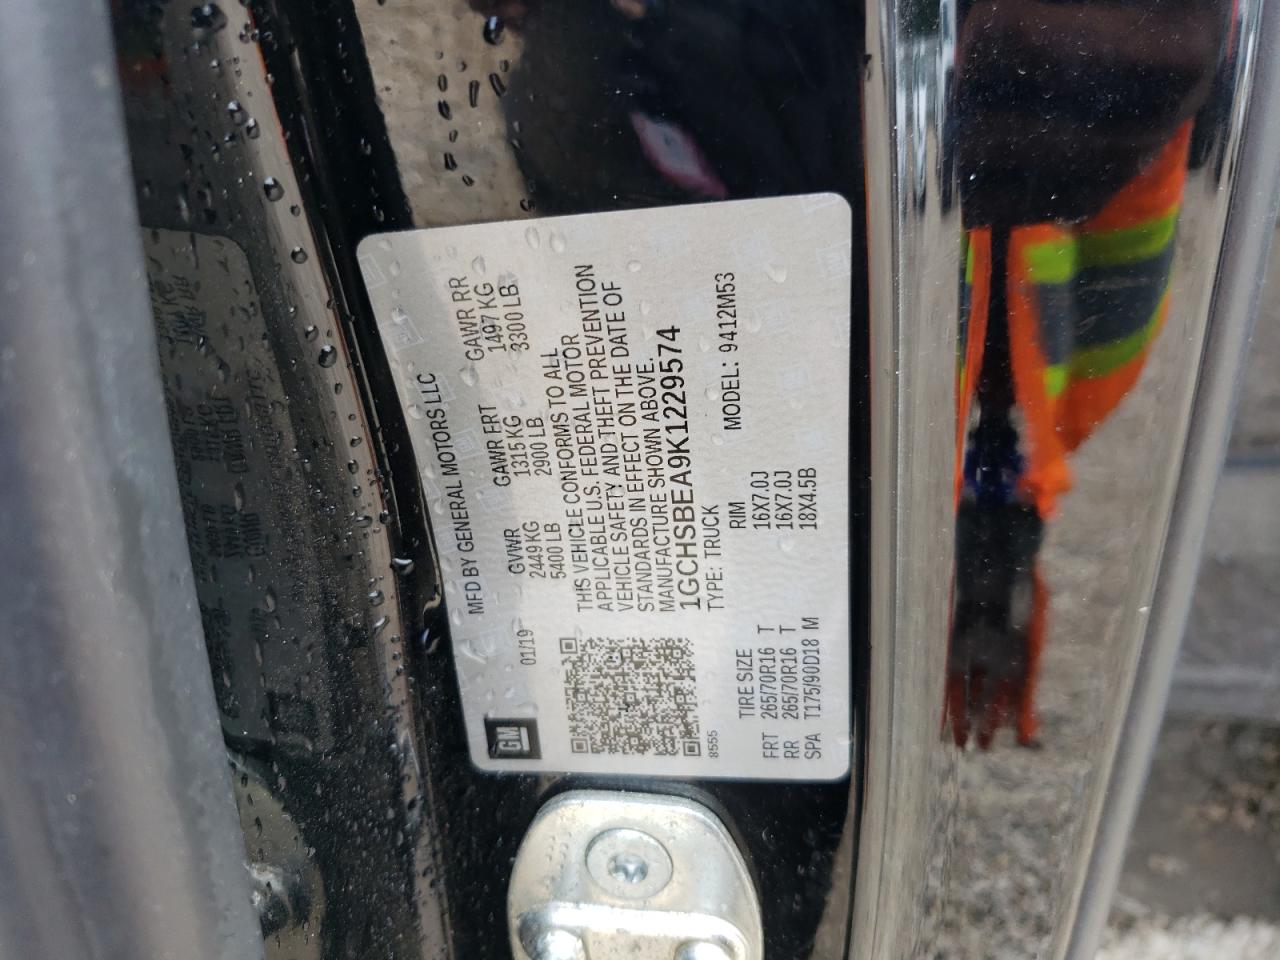 MFD BY GENERAL MOTORS LLC
01/19 GVWR GAWR FRT GAWR RR
2449 KG 1315 KG 1497 KG
5400 LB 2900 LB 3300 LB
THIS VEHICLE CONFORMS TO ALL
APPLICABLE U.S. FEDERAL MOTOR
VEHICLE SAFETY AND THEFT PREVENTION
STANDARDS IN EFFECT ON THE DATE OF
MANUFACTURE SHOWN ABOVE.
1GCHSBEA9K1229574
TYPE: TRUCK MODEL: 9412M53
GM
8555
TIRE SIZE RIM
FRT 265/70R16 T 16X7.0J
RR 265/70R16 T 16X7.0J
SPA T175/90D18 M 18X4.5B